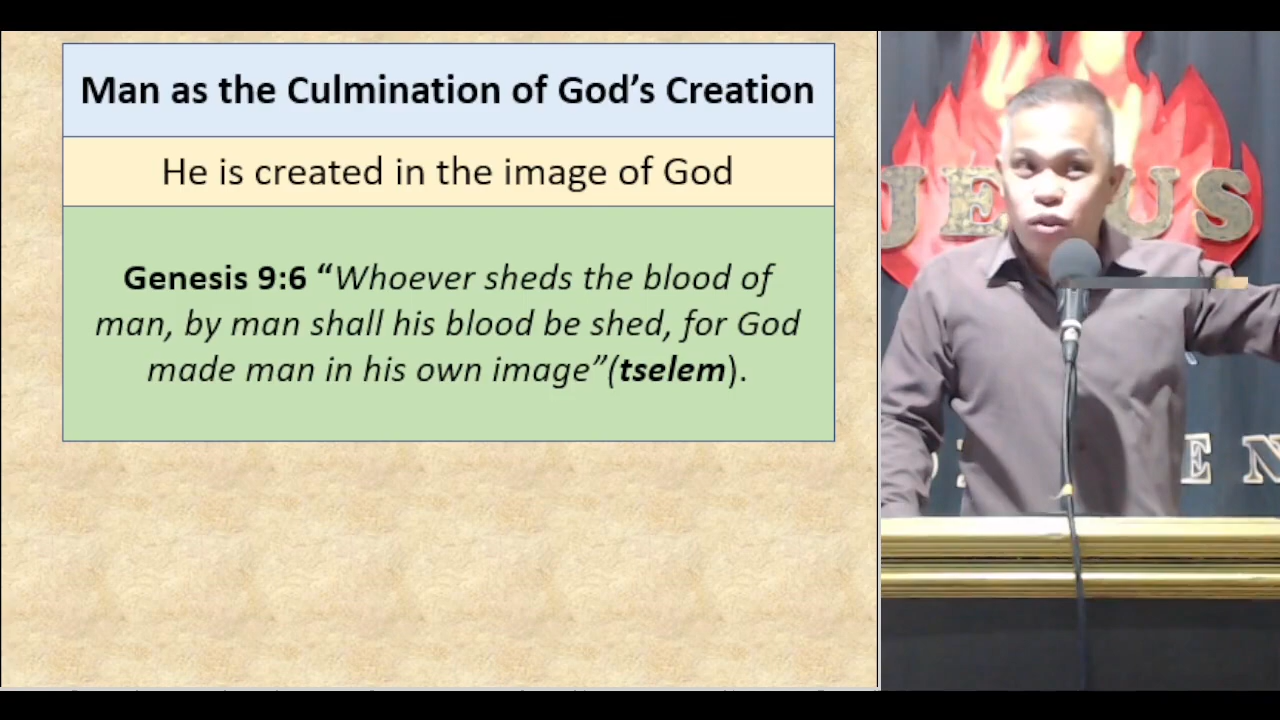 Man as the Culmination of God’s Creation
He is created in the image of God
Genesis 9:6 “Whoever sheds the blood of
man, by man shall his blood be shed, for God
made man in his own image”(tselem).
JE US
E N